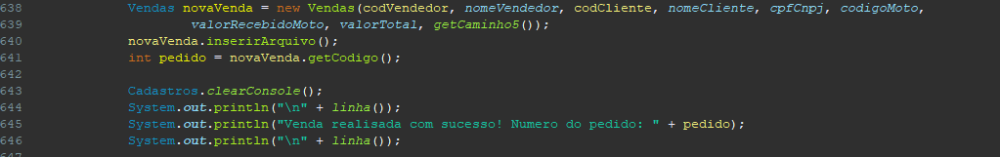 638 Vendas novaVenda = new Vendas(codVendedor, nomeVendedor, codCliente, nomeCliente, cpfCnpj, codigoMoto,
639 valorRecebidoMoto, valorTotal, getCaminho5());
640 novaVenda.inserirArquivo();
641 int pedido = novaVenda.getCodigo();
642
643 Cadastros.clearConsole();
644 System.out.println("\n" + linha());
645 System.out.println("Venda realisada com sucesso! Numero do pedido: " + pedido);
646 System.out.println("\n" + linha());